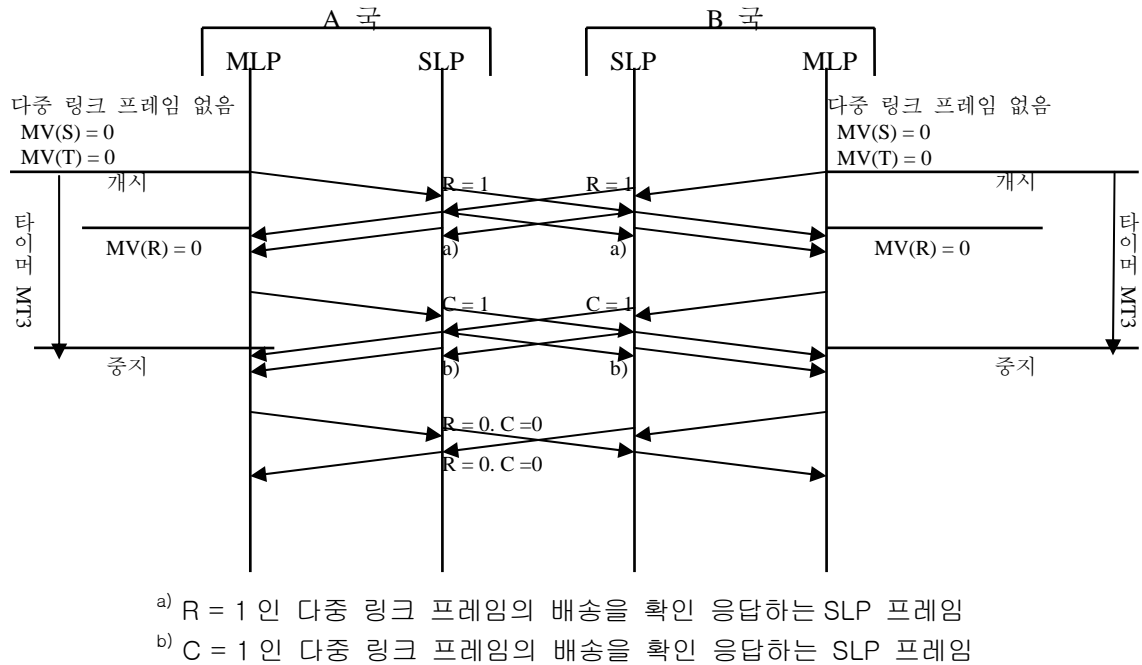 A 국 B 국
MLP SLP SLP MLP
다중 링크 프레임 없음 다중 링크 프레임 없음
MV(S) = 0 MV(S) = 0
MV(T) = 0 MV(T) = 0
개시 R = 1 R = 1 개시
타이머 MT3 타이머 MT3
MV(R) = 0 a) a) MV(R) = 0
C = 1 C = 1
중지 b) b) 중지
R = 0. C =0
R = 0. C =0
a) R = 1 인 다중 링크 프레임의 배송을 확인 응답하는 SLP 프레임
b) C = 1 인 다중 링크 프레임의 배송을 확인 응답하는 SLP 프레임